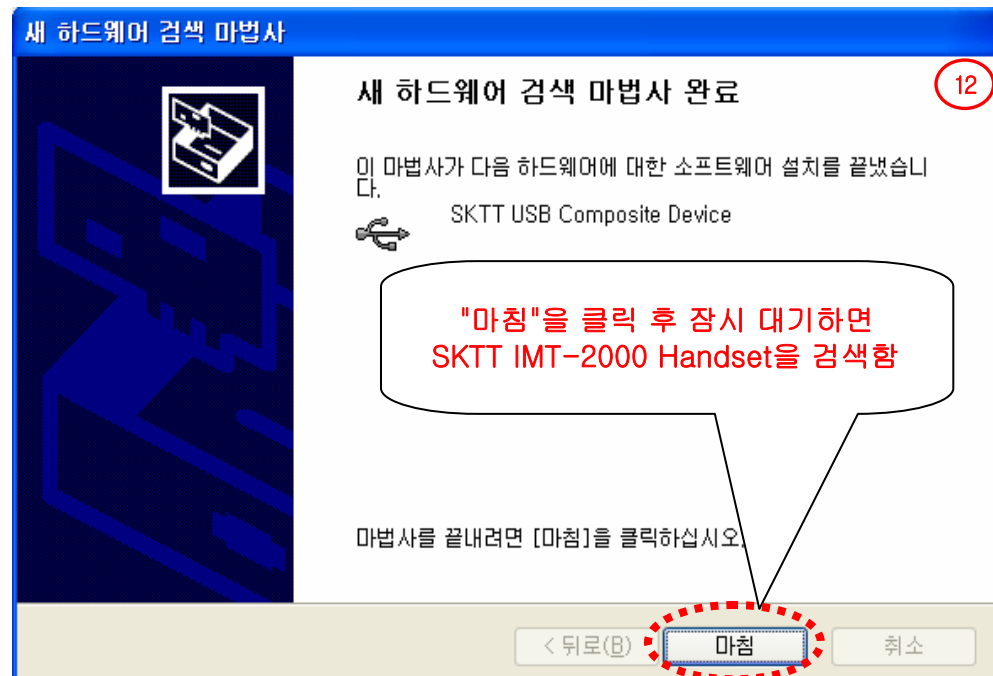 새 하드웨어 검색 마법사
새 하드웨어 검색 마법사 완료
12
이 마법사가 다음 하드웨어에 대한 소프트웨어 설치를 끝냈습니
다.
SKTT USB Composite Device
"마침"을 클릭 후 잠시 대기하면
SKTT IMT-2000 Handset을 검색함
마법사를 끝내려면 [마침]을 클릭하십시오.
< 뒤로(B)
마침
취소